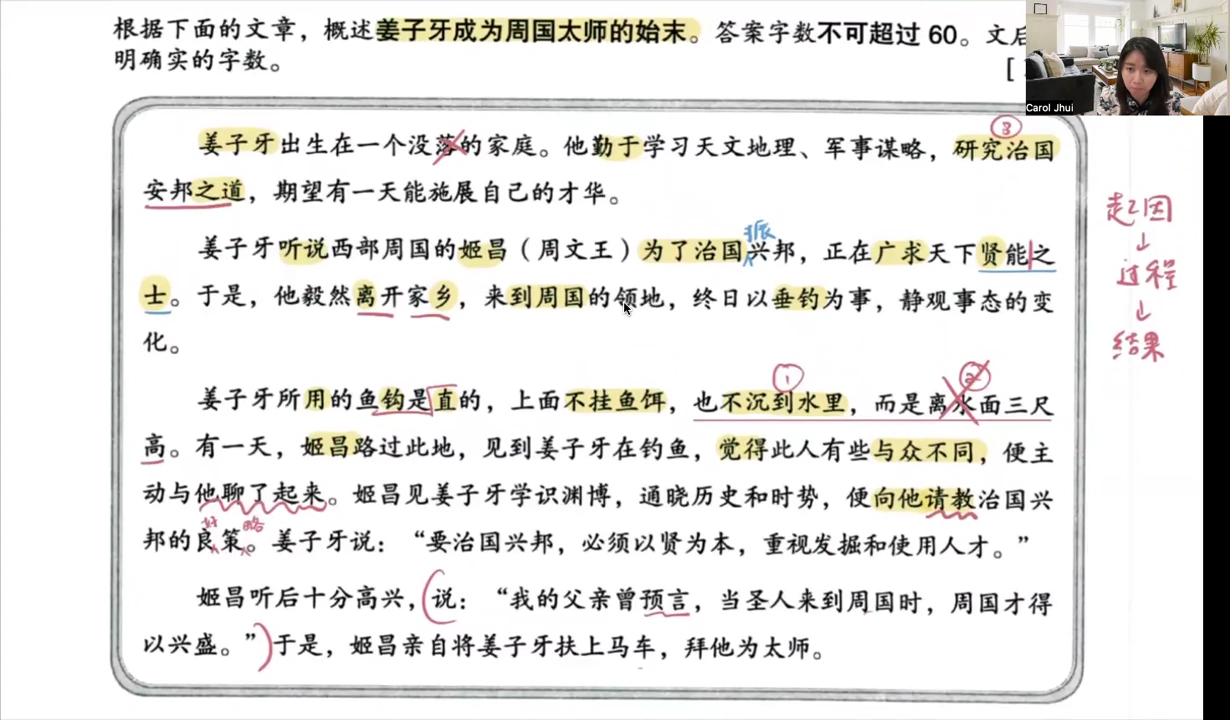 根据下面的文章，概述姜子牙成为周国太师的始末。答案字数不可超过 60。文后
明确实的字数。
[
Carol Jhui
姜子牙出生在一个没落的家庭。他勤于学习天文地理、军事谋略，研究治国
③
安邦之道，期望有一天能施展自己的才华。
起因
↓
过程
↓
结果
振
姜子牙听说西部周国的姬昌（周文王）为了治国兴邦，正在广求天下贤能之
士。于是，他毅然离开家乡，来到周国的领地，终日以垂钓为事，静观事态的变
化。
① ②
姜子牙所用的鱼钩是直的，上面不挂鱼饵，也不沉到水里，而是离水面三尺
高。有一天，姬昌路过此地，见到姜子牙在钓鱼，觉得此人有些与众不同，便主
动与他聊了起来。姬昌见姜子牙学识渊博，通晓历史和时势，便向他请教治国兴
好 略
邦的良策。姜子牙说：“要治国兴邦，必须以贤为本，重视发掘和使用人才。”
姬昌听后十分高兴，（说：“我的父亲曾预言，当圣人来到周国时，周国才得
以兴盛。”）于是，姬昌亲自将姜子牙扶上马车，拜他为太师。